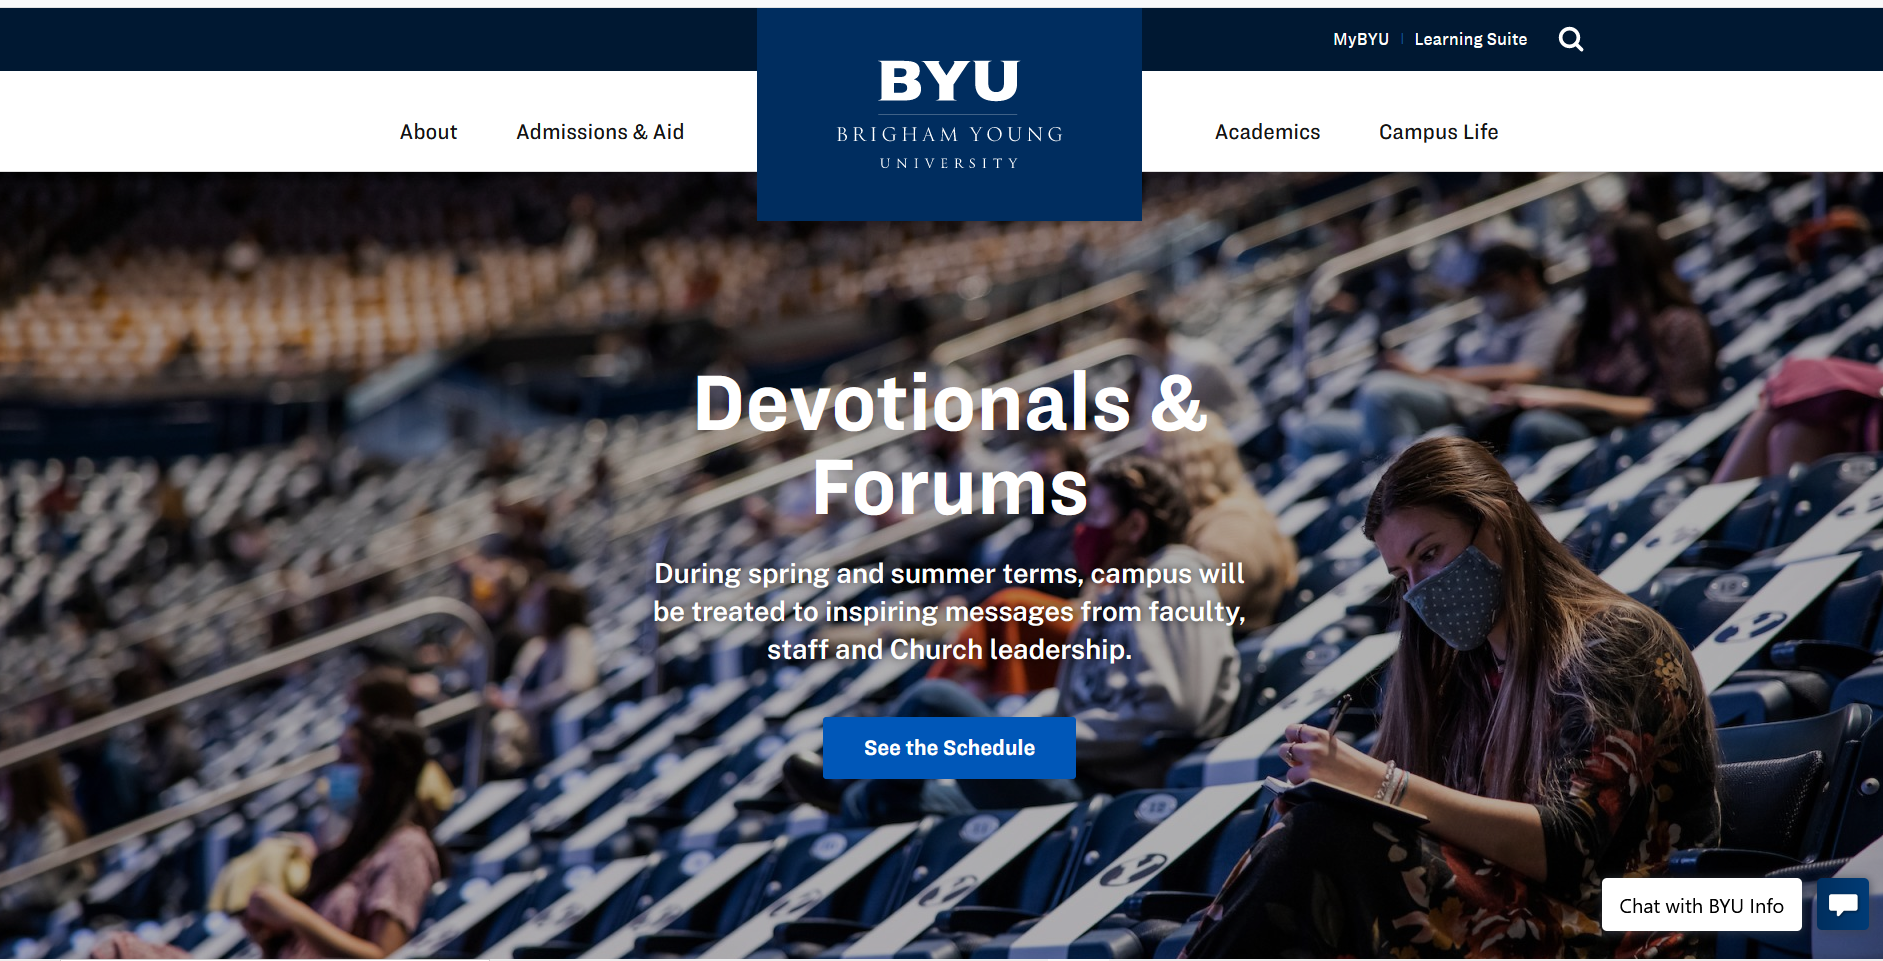 MyBYU
Learning Suite
BYU
BRIGHAM YOUNG
UNIVERSITY
About
Admissions & Aid
Academics
Campus Life
Devotionals &
Forums
During spring and summer terms, campus will
be treated to inspiring messages from faculty,
staff and Church leadership.
See the Schedule
12
11
Chat with BYU Info